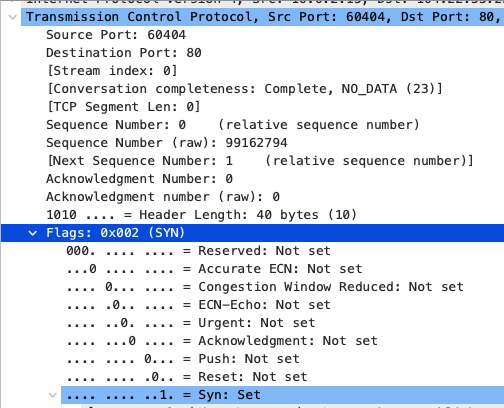 Transmission Control Protocol, Src Port: 60404, Dst Port: 80,
Source Port: 60404
Destination Port: 80
[Stream index: 0]
[Conversation completeness: Complete, NO_DATA (23)]
[TCP Segment Len: 0]
Sequence Number: 0    (relative sequence number)
Sequence Number (raw): 99162794
[Next Sequence Number: 1    (relative sequence number)]
Acknowledgment Number: 0
Acknowledgment number (raw): 0
1010 .... = Header Length: 40 bytes (10)
Flags: 0x002 (SYN)
000. .... .... = Reserved: Not set
...0 .... .... = Accurate ECN: Not set
.... 0... .... = Congestion Window Reduced: Not set
.... .0.. .... = ECN-Echo: Not set
.... ..0. .... = Urgent: Not set
.... ...0 .... = Acknowledgment: Not set
.... .... 0... = Push: Not set
.... .... .0.. = Reset: Not set
.... .... ..1. = Syn: Set